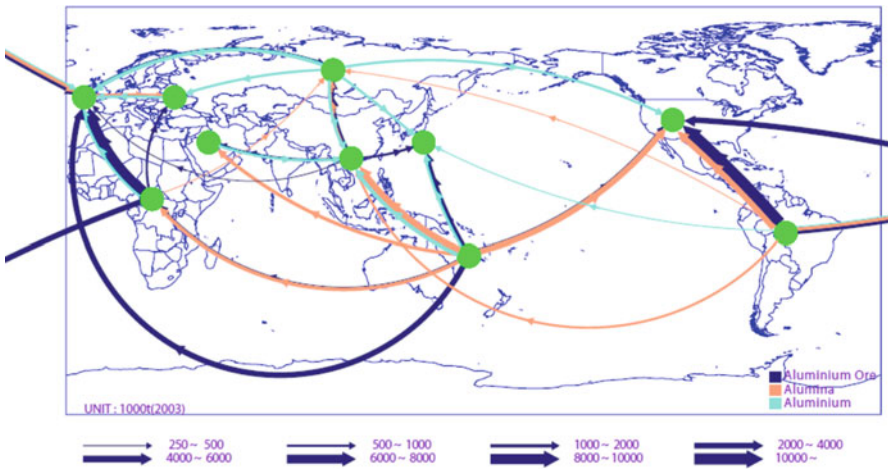 Aluminium Ore
Alumina
Aluminium
UNIT : 1000t(2003)
250 ~ 500
500 ~ 1000
1000 ~ 2000
2000 ~ 4000
4000 ~ 6000
6000 ~ 8000
8000 ~ 10000
10000 ~